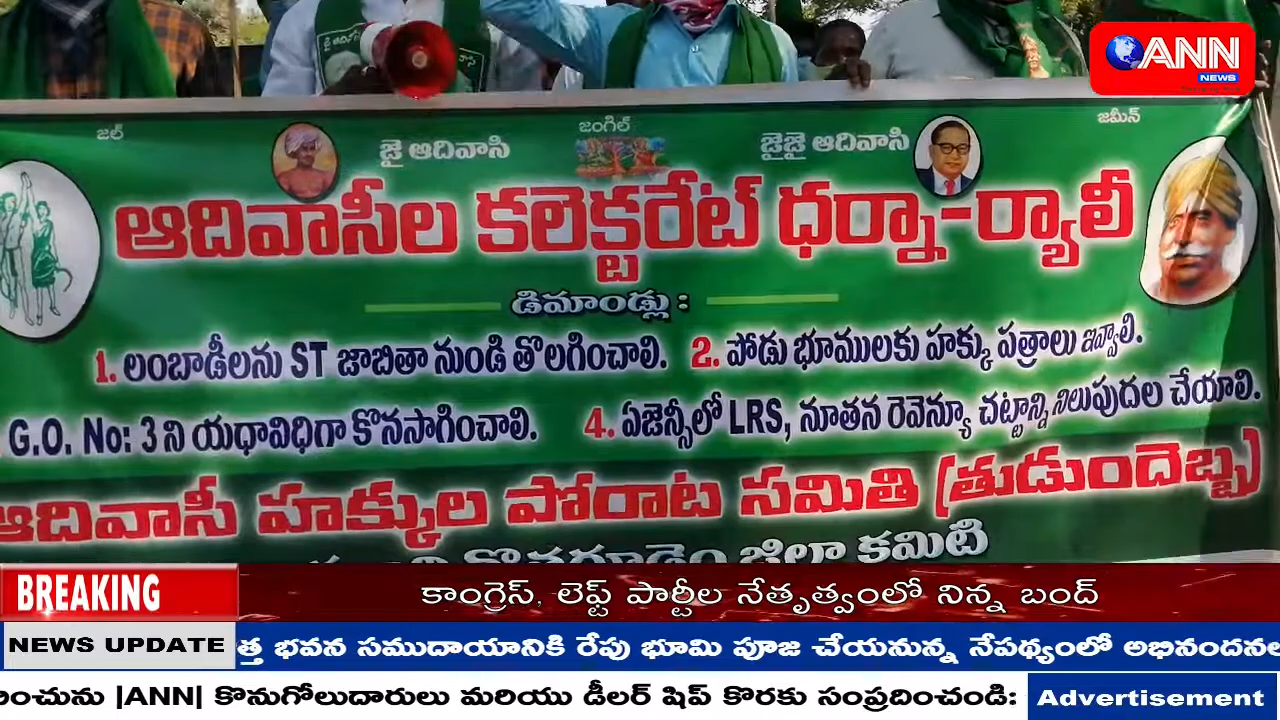 ANN
NEWS
జల్ జంగిల్ జమీన్
జై ఆదివాసి జైజై ఆదివాసి
ఆదివాసీల కలెక్టరేట్ ధర్నా-ర్యాలీ
డిమాండ్లు :
1. లంబాడీలను ST జాబితా నుండి తొలగించాలి. 2. పోడు భూములకు హక్కు పత్రాలు ఇవ్వాలి.
G.O. No: 3 ని యధావిధిగా కొనసాగించాలి. 4. ఏజెన్సీలో LRS, నూతన రెవెన్యూ చట్టాన్ని నిలుపుదల చేయాలి.
ఆదివాసీ హక్కుల పోరాట సమితి (తుడుందెబ్బ)
కొత్తగూడెం జిల్లా కమిటి
BREAKING కాంగ్రెస్, లెఫ్ట్ పార్టీల నేతృత్వంలో నిన్న బంద్
NEWS UPDATE త్త భవన సముదాయానికి రేపు భూమి పూజ చేయనున్న నేపథ్యంలో అభినందనల
ంచును |ANN| కొనుగోలుదారులు మరియు డీలర్ షిప్ కొరకు సంప్రదించండి: Advertisement